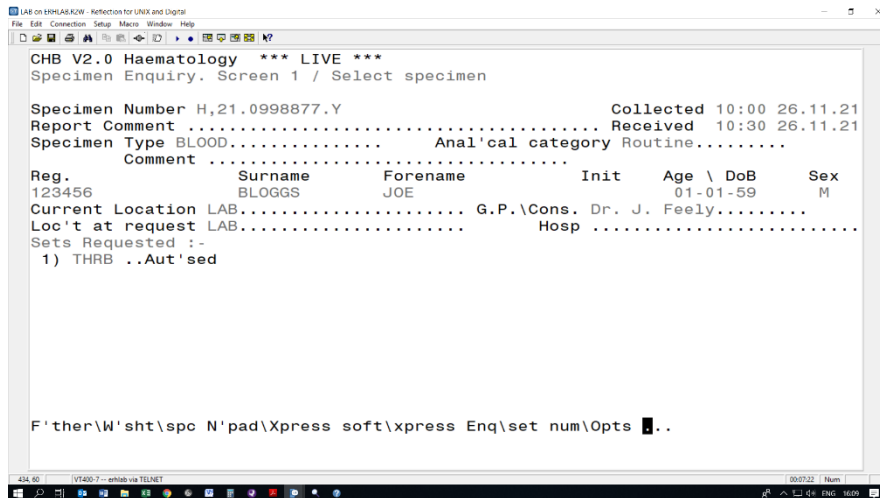 LAB on ERHLAB.R2W - Reflection for UNIX and Digital
File Edit Connection Setup Macro Window Help
CHB V2.0 Haematology *** LIVE ***
Specimen Enquiry. Screen 1 / Select specimen
Specimen Number H,21.0998877.Y Collected 10:00 26.11.21
Report Comment ...................................... Received 10:30 26.11.21
Specimen Type BLOOD............... Anal'cal category Routine.........
Comment ...................................
Reg. Surname Forename Init Age \ DoB Sex
123456 BLOGGS JOE 01-01-59 M
Current Location LAB...................... G.P.\Cons. Dr. J. Feely.........
Loc't at request LAB...................... Hosp ..........................
Sets Requested :-
1) THRB ..Aut'sed
F'ther\W'sht\spc N'pad\Xpress soft\xpress Enq\set num\Opts ...
434, 60 VT400-7 -- erhlab via TELNET 00:07:22 Num
ENG 16:09